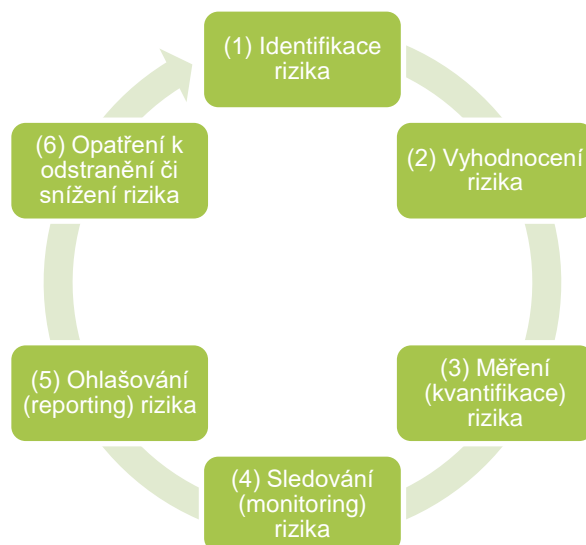 (1) Identifikace
rizika
(2) Vyhodnocení
rizika
(3) Měření
(kvantifikace)
rizika
(4) Sledování
(monitoring)
rizika
(5) Ohlašování
(reporting) rizika
(6) Opatření k
odstranění či
snížení rizika